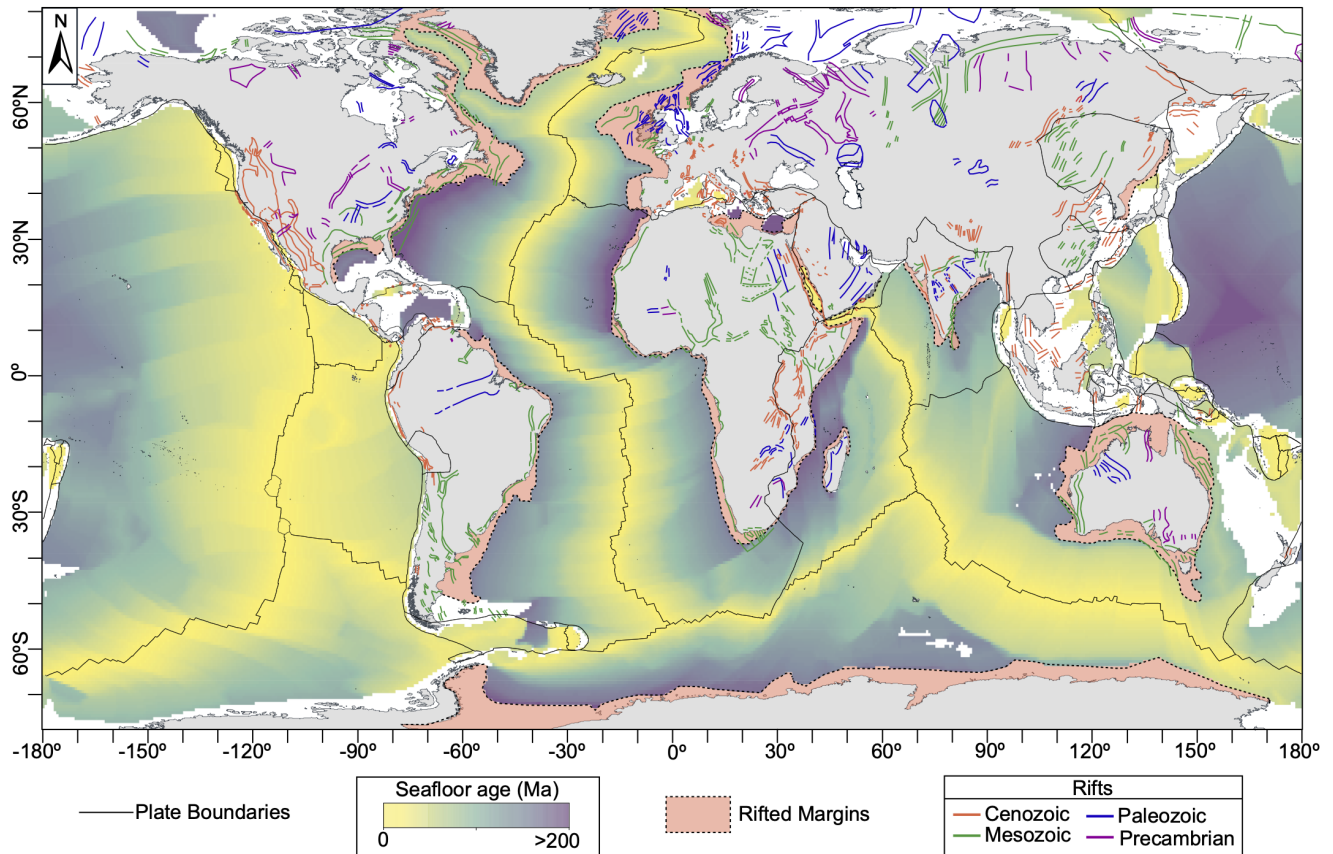 N
60ºN
30ºN
0º
30ºS
60ºS
-180º -150º -120º -90º -60º -30º 0º 30º 60º 90º 120º 150º 180º
Plate Boundaries
Seafloor age (Ma)
0 >200
Rifted Margins
Rifts
Cenozoic Paleozoic
Mesozoic Precambrian